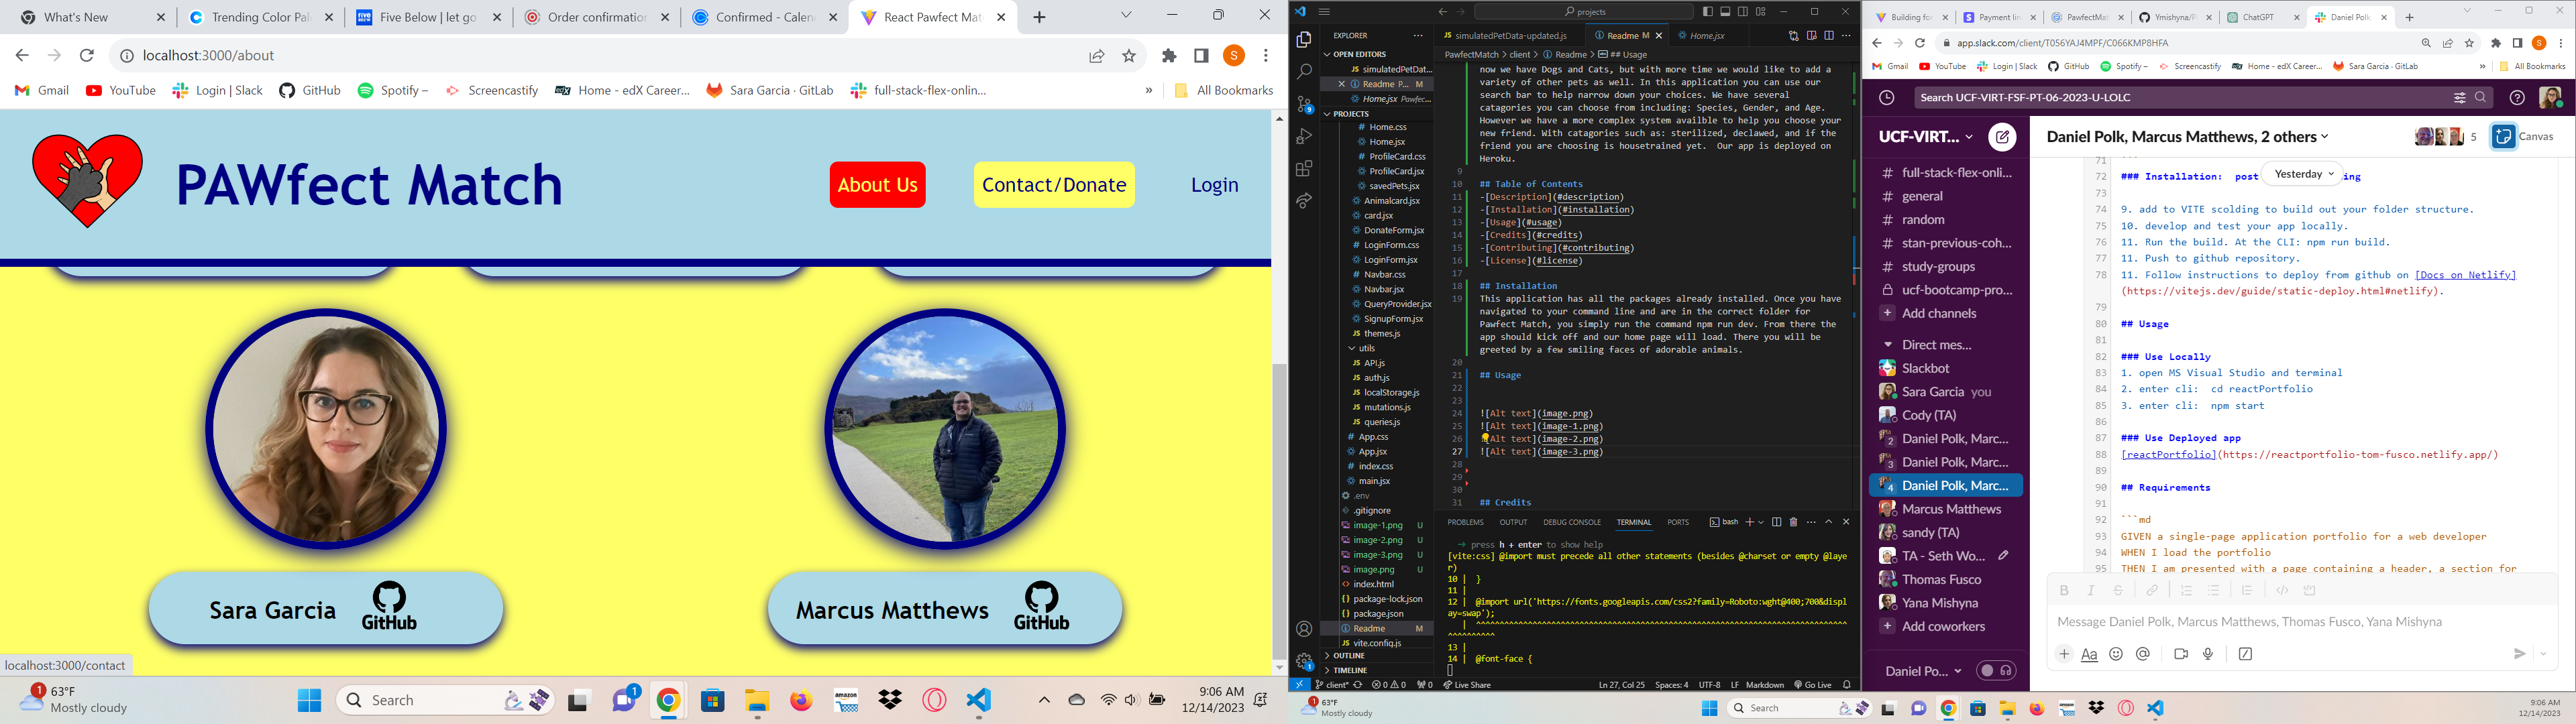 What's New
Trending Color Pal
Five Below | let go
Order confirmation
Confirmed - Calen
React Pawfect Mat
localhost:3000/about
Gmail
YouTube
Login | Slack
GitHub
Spotify –
Screencastify
Home - edX Career...
Sara Garcia · GitLab
full-stack-flex-onlin...
»
All Bookmarks
PAWfect Match
About Us
Contact/Donate
Login
Sara Garcia
GitHub
Marcus Matthews
GitHub
localhost:3000/contact
1
63°F
Mostly cloudy
Search
1
amazon
9:06 AM
12/14/2023
projects
EXPLORER
OPEN EDITORS
simulatedPetDat...
Readme P... M
Home.jsx Pawfec...
PROJECTS
Home.css
Home.jsx
ProfileCard.css
ProfileCard.jsx
savedPets.jsx
Animalcard.jsx
card.jsx
DonateForm.jsx
LoginForm.css
LoginForm.jsx
Navbar.css
Navbar.jsx
QueryProvider.jsx
SignupForm.jsx
themes.js
utils
API.js
auth.js
localStorage.js
mutations.js
queries.js
App.css
App.jsx
index.css
main.jsx
.env
.gitignore
image-1.png U
image-2.png U
image-3.png U
image.png U
index.html
package-lock.json
package.json
Readme M
vite.config.js
OUTLINE
TIMELINE
simulatedPetData-updated.js
Readme M
Home.jsx
PawfectMatch > client > Readme > ## Usage
now we have Dogs and Cats, but with more time we would like to add a
variety of other pets as well. In this application you can use our
search bar to help narrow down your choices. We have several
catagories you can choose from including: Species, Gender, and Age.
However we have a more complex system availble to help you choose your
new friend. With catagories such as: sterilized, declawed, and if the
friend you are choosing is housetrained yet.  Our app is deployed on
Heroku.
9
10 ## Table of Contents
11 -[Description](#description)
12 -[Installation](#installation)
13 -[Usage](#usage)
14 -[Credits](#credits)
15 -[Contributing](#contributing)
16 -[License](#license)
17
18 ## Installation
19 This application has all the packages already installed. Once you have
navigated to your command line and are in the correct folder for
Pawfect Match, you simply run the command npm run dev. From there the
app should kick off and our home page will load. There you will be
greeted by a few smiling faces of adorable animals.
20
21 ## Usage
22
23
24 ![Alt text](image.png)
25 ![Alt text](image-1.png)
26 ![Alt text](image-2.png)
27 ![Alt text](image-3.png)
28
29
30
31 ## Credits
PROBLEMS
OUTPUT
DEBUG CONSOLE
TERMINAL
PORTS
bash
➜ press h + enter to show help
[vite:css] @import must precede all other statements (besides @charset or empty @laye
r)
10 |  }
11 |
12 |  @import url('https://fonts.googleapis.com/css2?family=Roboto:wght@400;700&displ
ay=swap');
13 |
14 |  @font-face {
client*
0 0
0
Live Share
Ln 27, Col 25
Spaces: 4
UTF-8
LF
Markdown
Go Live
63°F
Mostly cloudy
Search
9:06 AM
12/14/2023
Building fo
Payment lin
PawfectMat
Ymishyna/P
ChatGPT
Daniel Polk
app.slack.com/client/T056YAJ4MPF/C066KMP8HFA
Gmail
YouTube
Login | Slack
GitHub
Spotify –
Screencastify
Home - edX Career...
Sara Garcia · GitLab
»
All Bookmarks
Search UCF-VIRT-FSF-PT-06-2023-U-LOLC
UCF-VIRT...
# full-stack-flex-onli...
# general
# random
# stan-previous-coh...
# study-groups
ucf-bootcamp-pro...
Add channels
Direct mes...
Slackbot
Sara Garcia you
Cody (TA)
2 Daniel Polk, Marc...
3 Daniel Polk, Marc...
4 Daniel Polk, Marc...
Marcus Matthews
sandy (TA)
TA - Seth Wo...
Thomas Fusco
Yana Mishyna
Add coworkers
Daniel Po...
Daniel Polk, Marcus Matthews, 2 others
5
Canvas
Yesterday
71
72 ### Installation:  post
73
74 9. add to VITE scolding to build out your folder structure.
75 10. develop and test your app locally.
76 11. Run the build. At the CLI: npm run build.
77 11. Push to github repository.
78 11. Follow instructions to deploy from github on [Docs on Netlify]
(https://vitejs.dev/guide/static-deploy.html#netlify).
79
80 ## Usage
81
82 ### Use Locally
83 1. open MS Visual Studio and terminal
84 2. enter cli:  cd reactPortfolio
85 3. enter cli:  npm start
86
87 ### Use Deployed app
88 [reactPortfolio](https://reactportfolio-tom-fusco.netlify.app/)
89
90 ## Requirements
91
92 ```md
93 GIVEN a single-page application portfolio for a web developer
94 WHEN I load the portfolio
95 THEN I am presented with a page containing a header, a section for
Message Daniel Polk, Marcus Matthews, Thomas Fusco, Yana Mishyna